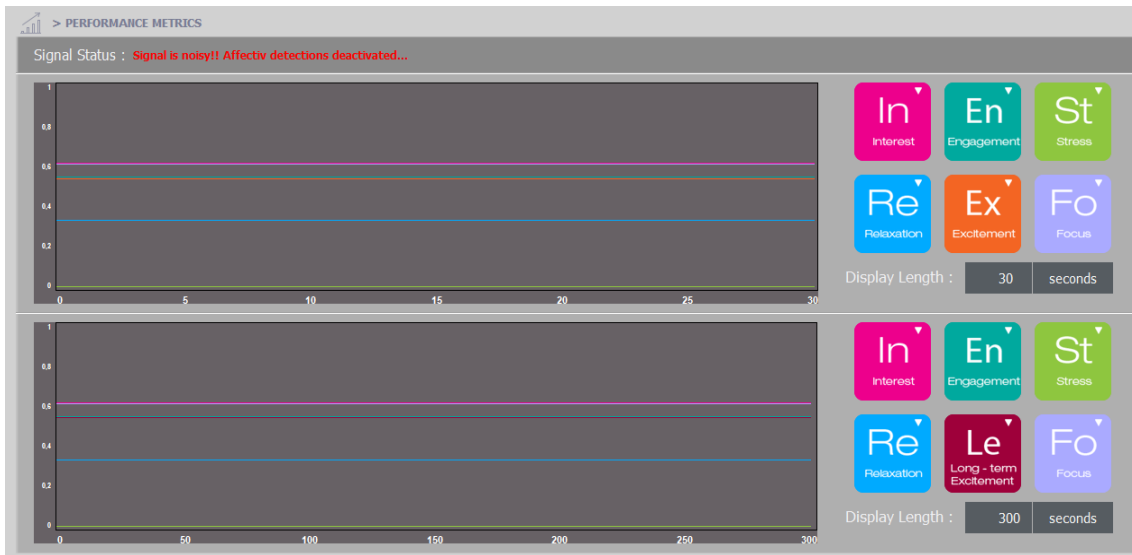 > PERFORMANCE METRICS
Signal Status : Signal is noisy!! Affectiv detections deactivated...
1
0,8
0,6
0,4
0,2
0
0 5 10 15 20 25 30
In Interest
En Engagement
St Stress
Re Relaxation
Ex Excitement
Fo Focus
Display Length : 30 seconds
1
0,8
0,6
0,4
0,2
0
0 50 100 150 200 250 300
In Interest
En Engagement
St Stress
Re Relaxation
Le Long - term Excitement
Fo Focus
Display Length : 300 seconds